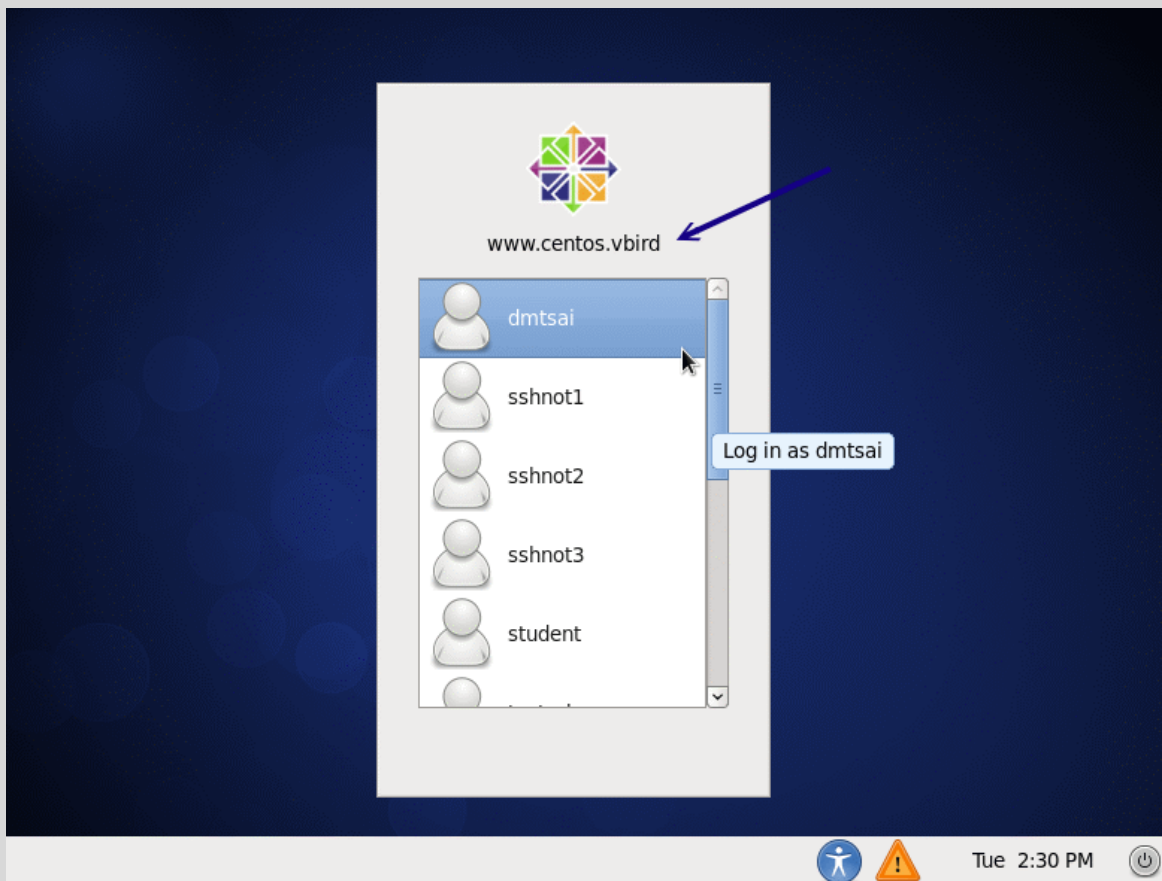 www.centos.vbird
dmtsai
sshnot1
sshnot2
Log in as dmtsai
sshnot3
student
Tue 2:30 PM